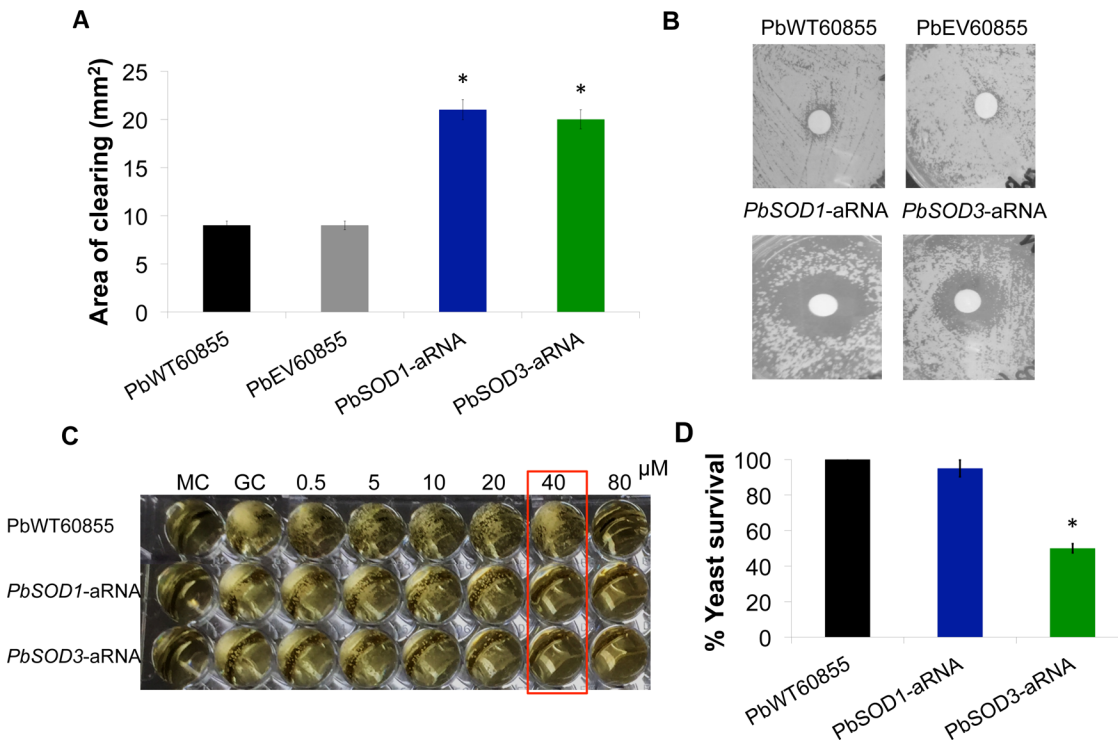 A
Area of clearing (mm²)
25
20
15
10
5
0
*
*
PbWT60855
PbEV60855
PbSOD1-aRNA
PbSOD3-aRNA
B
PbWT60855 PbEV60855
PbSOD1-aRNA PbSOD3-aRNA
C
MC GC 0.5 5 10 20 40 80 µM
PbWT60855
PbSOD1-aRNA
PbSOD3-aRNA
D
% Yeast survival
100
80
60
40
20
0
*
PbWT60855
PbSOD1-aRNA
PbSOD3-aRNA